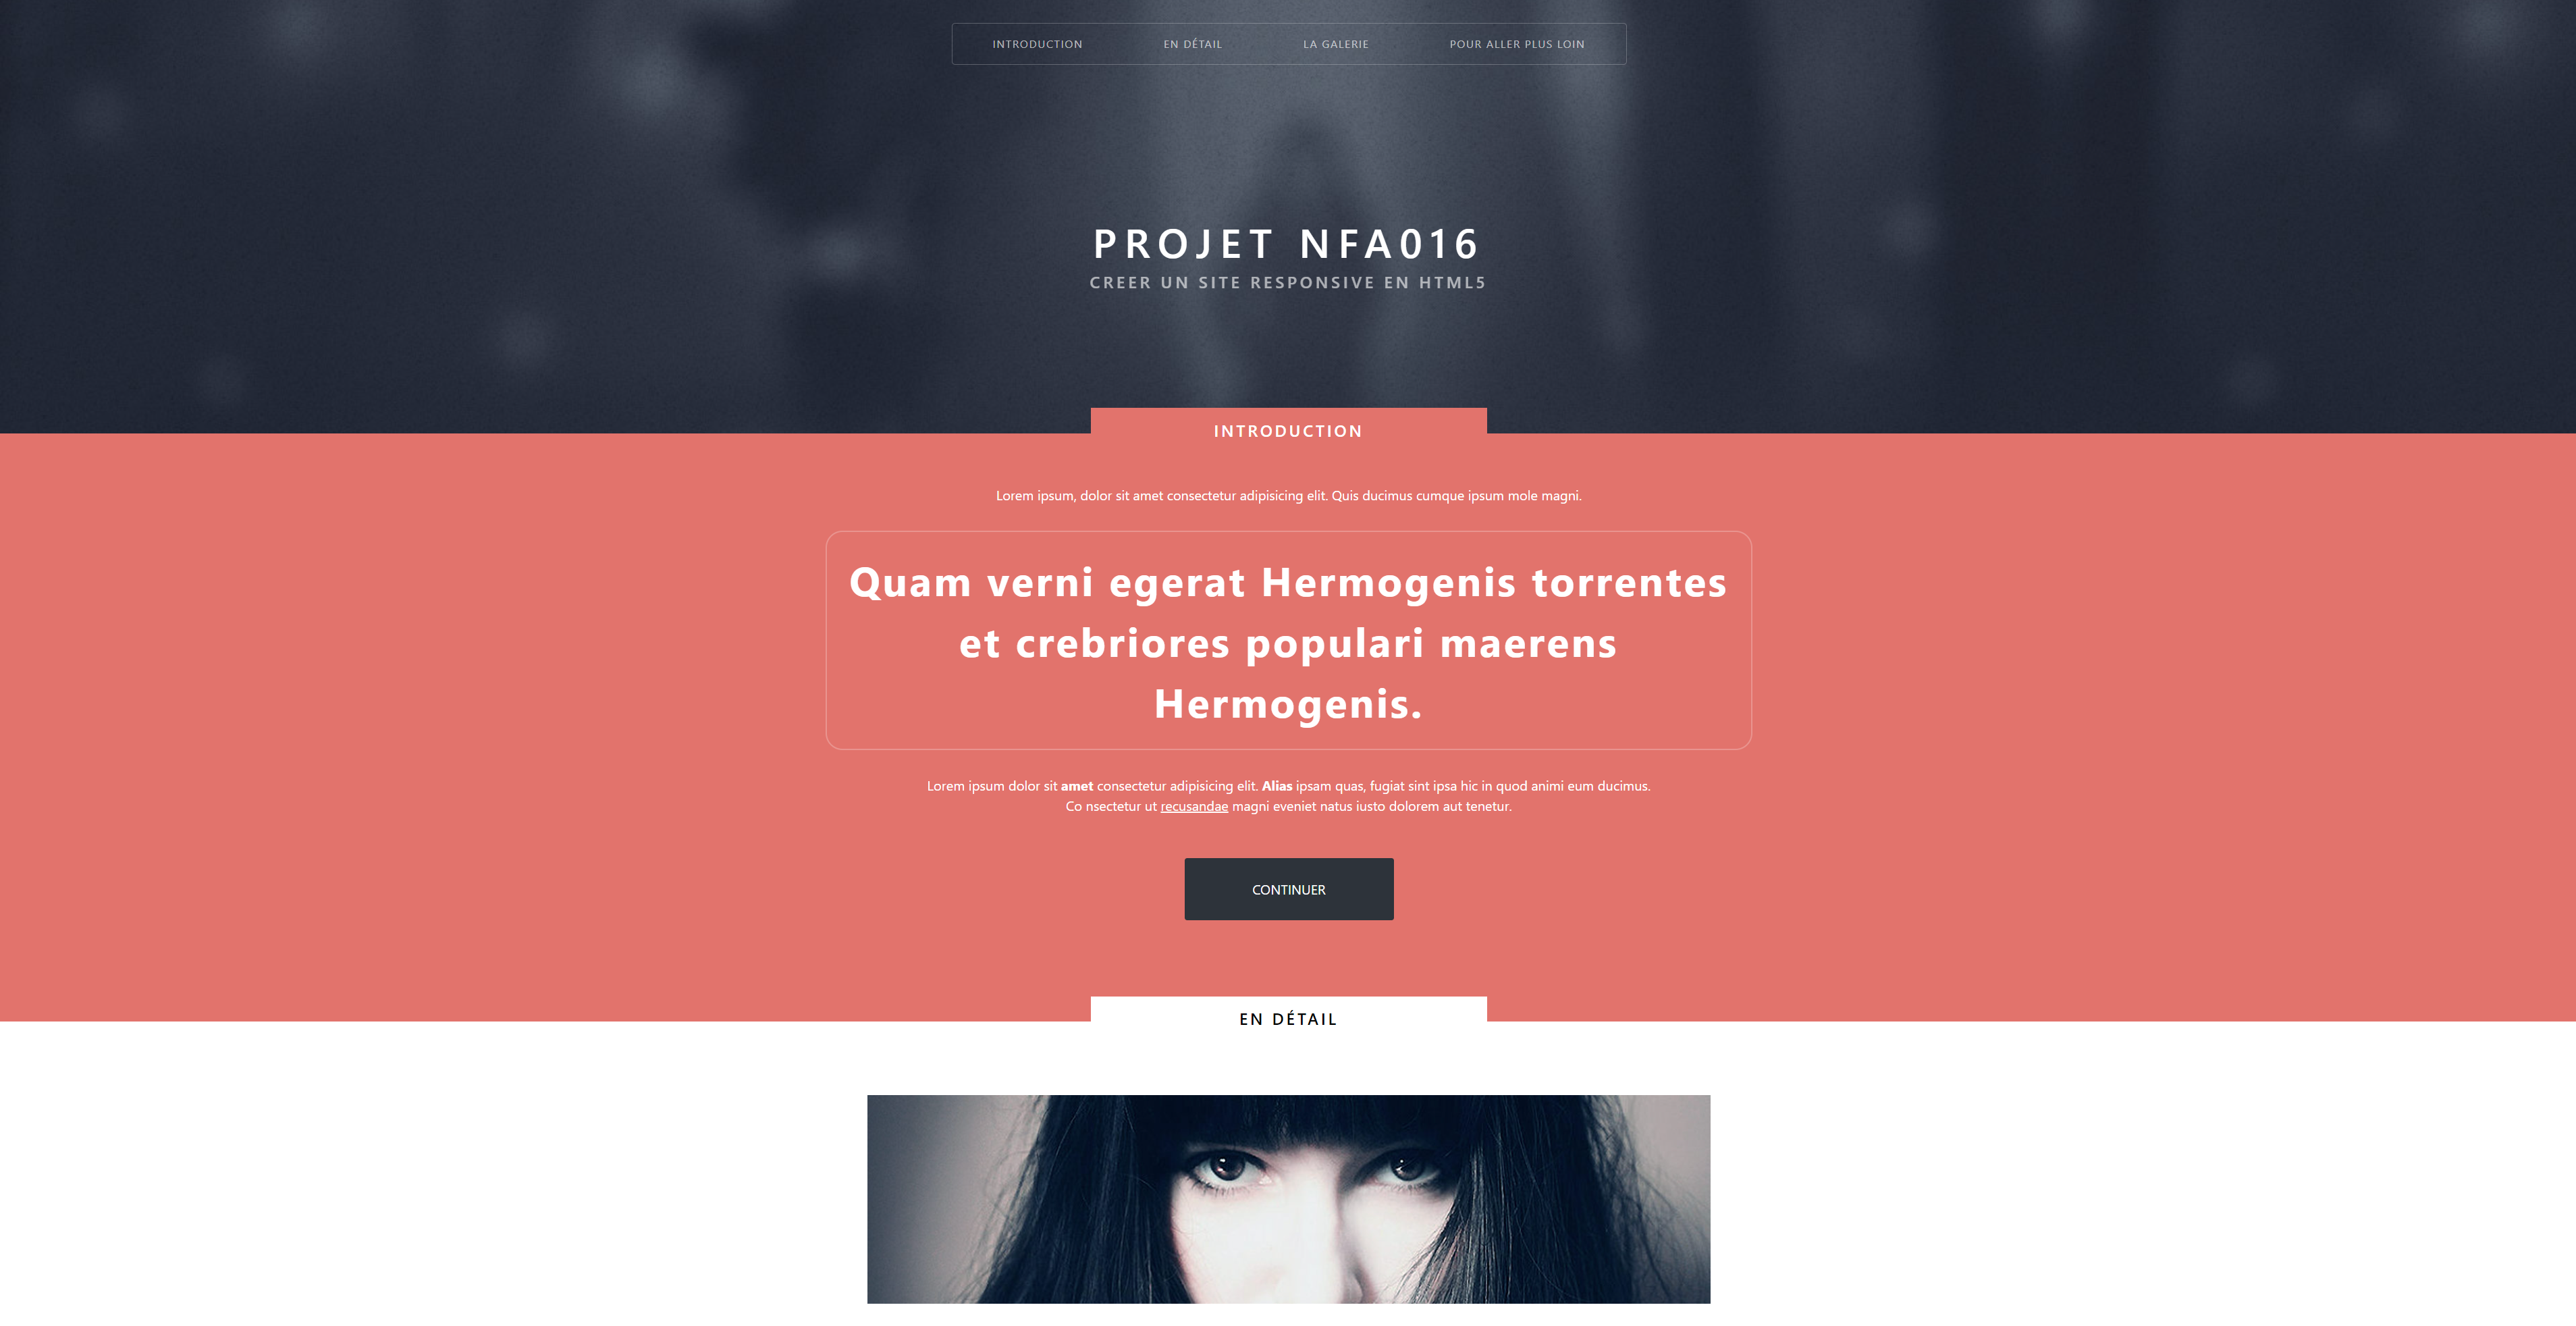 INTRODUCTION EN DÉTAIL LA GALERIE POUR ALLER PLUS LOIN
PROJET NFA016
CREER UN SITE RESPONSIVE EN HTML5
INTRODUCTION
Lorem ipsum, dolor sit amet consectetur adipisicing elit. Quis ducimus cumque ipsum mole magni.
Quam verni egerat Hermogenis torrentes
et crebriores populari maerens
Hermogenis.
Lorem ipsum dolor sit amet consectetur adipisicing elit. Alias ipsam quas, fugiat sint ipsa hic in quod animi eum ducimus.
Co nsectetur ut recusandae magni eveniet natus iusto dolorem aut tenetur.
CONTINUER
EN DÉTAIL